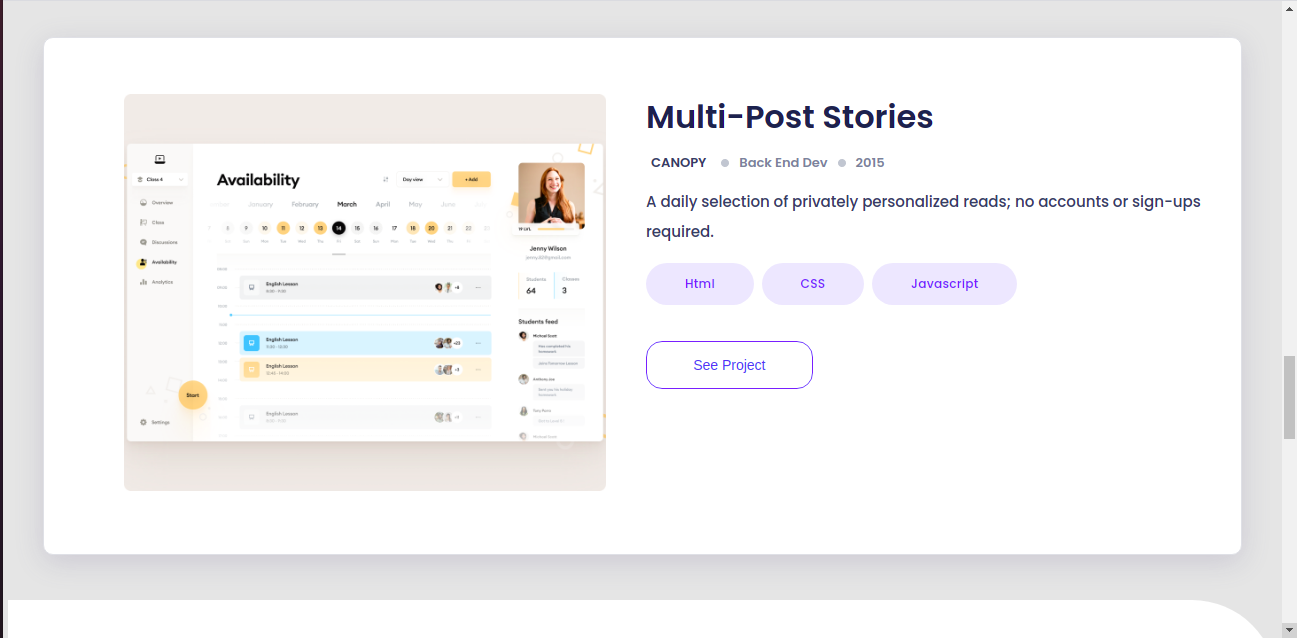 Multi-Post Stories
CANOPY Back End Dev 2015
A daily selection of privately personalized reads; no accounts or sign-ups
required.
Html CSS Javascript
See Project
Availability
Day view + Add
Class 4
Overview
Class
Discussions
Availability
Analytics
Start
Settings
January February March April May June
8 9 10 11 12 13 14 15 16 17 18 20 21 22
English Lesson
English Lesson
English Lesson
English Lesson
Jenny Wilson
Students Classes
64 3
Students feed